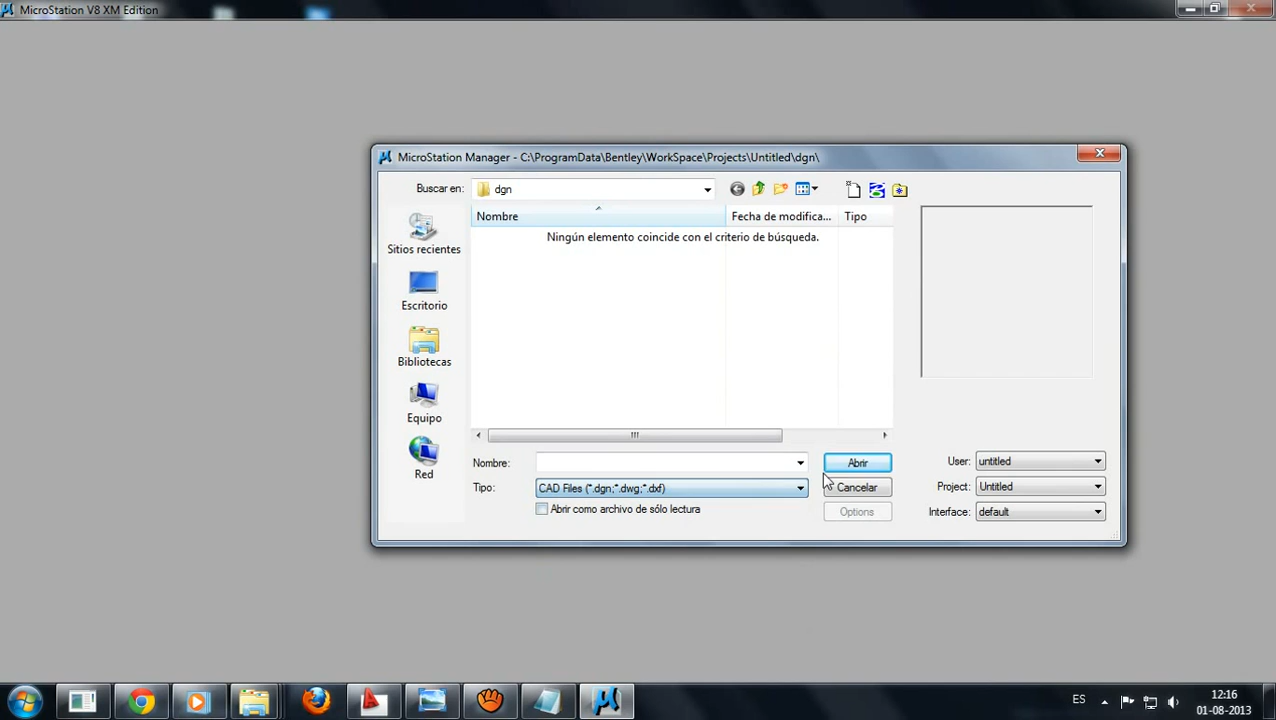 MicroStation V8 XM Edition
MicroStation Manager - C:\ProgramData\Bentley\WorkSpace\Projects\Untitled\dgn\
Buscar en: dgn
Nombre Fecha de modifica... Tipo
Ningún elemento coincide con el criterio de búsqueda.
Sitios recientes
Escritorio
Bibliotecas
Equipo
Red
Nombre: Abrir User: untitled
Tipo: CAD Files (*.dgn;*.dwg;*.dxf) Cancelar Project: Untitled
Abrir como archivo de sólo lectura Options Interface: default
ES 12:16
01-08-2013